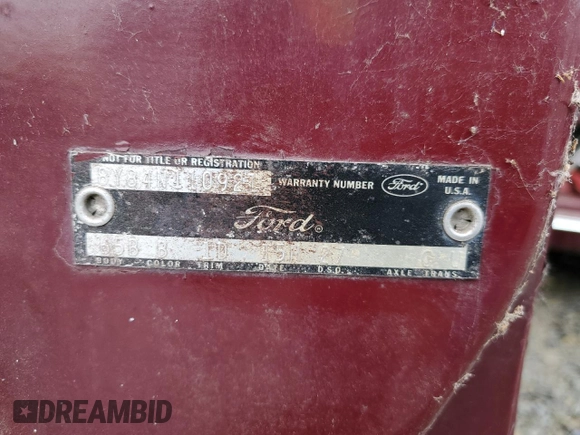 NOT FOR TITLE OR REGISTRATION
WARRANTY NUMBER
Ford
MADE IN
U.S.A.
Ford®
BODY COLOR TRIM DATE D.S.O. AXLE TRANS.
DREAMBID